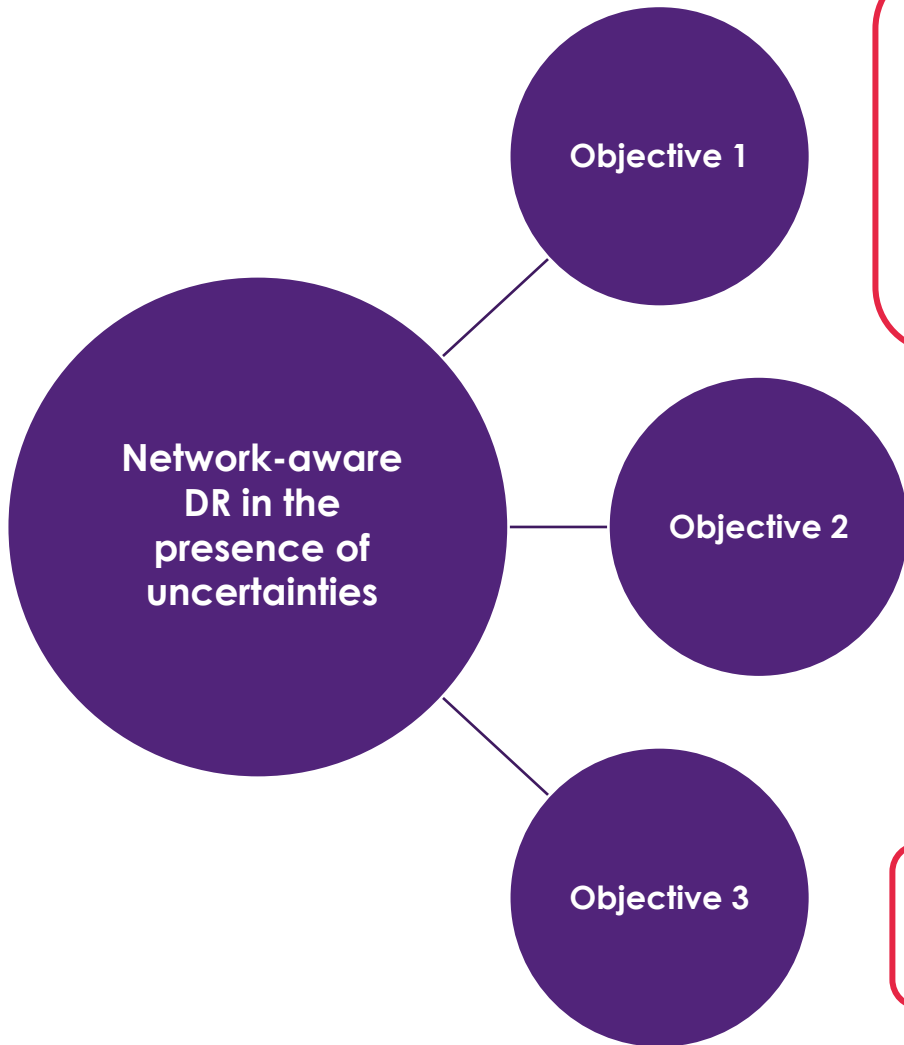 Objective 1
Network-aware
DR in the
presence of
uncertainties
Objective 2
Objective 3